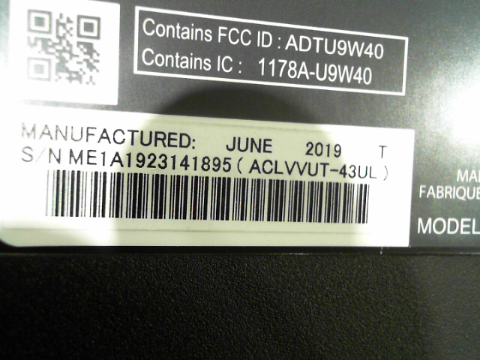 Contains FCC ID : ADTU9W40
Contains IC : 1178A-U9W40
MANUFACTURED: JUNE 2019 T
S/N ME1A1923141895 ( ACLVVUT-43UL )
MA
FABRIQUE
MODEL